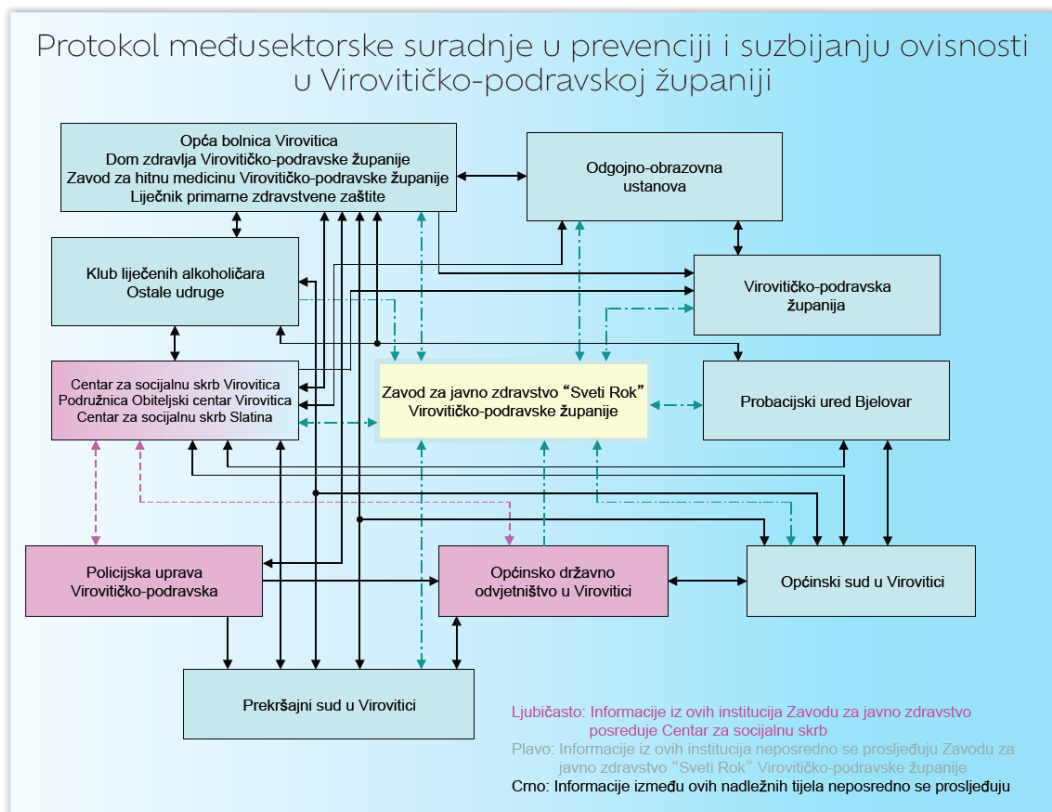 Protokol međusektorske suradnje u prevenciji i suzbijanju ovisnosti
u Virovitičko-podravskoj županiji
Opća bolnica Virovitica
Dom zdravlja Virovitičko-podravske županije
Zavod za hitnu medicinu Virovitičko-podravske županije
Liječnik primarne zdravstvene zaštite
Odgojno-obrazovna
ustanova
Klub liječenih alkoholičara
Ostale udruge
Virovitičko-podravska
županija
Centar za socijalnu skrb Virovitica
Podružnica Obiteljski centar Virovitica
Centar za socijalnu skrb Slatina
Zavod za javno zdravstvo “Sveti Rok”
Virovitičko-podravske županije
Probacijski ured Bjelovar
Policijska uprava
Virovitičko-podravska
Općinsko državno
odvjetništvo u Virovitici
Općinski sud u Virovitici
Prekršajni sud u Virovitici
Ljubičasto: Informacije iz ovih institucija Zavodu za javno zdravstvo
posreduje Centar za socijalnu skrb
Plavo: Informacije iz ovih institucija neposredno se prosljeđuju Zavodu za
javno zdravstvo “Sveti Rok” Virovitičko-podravske županije
Crno: Informacije između ovih nadležnih tijela neposredno se prosljeđuju